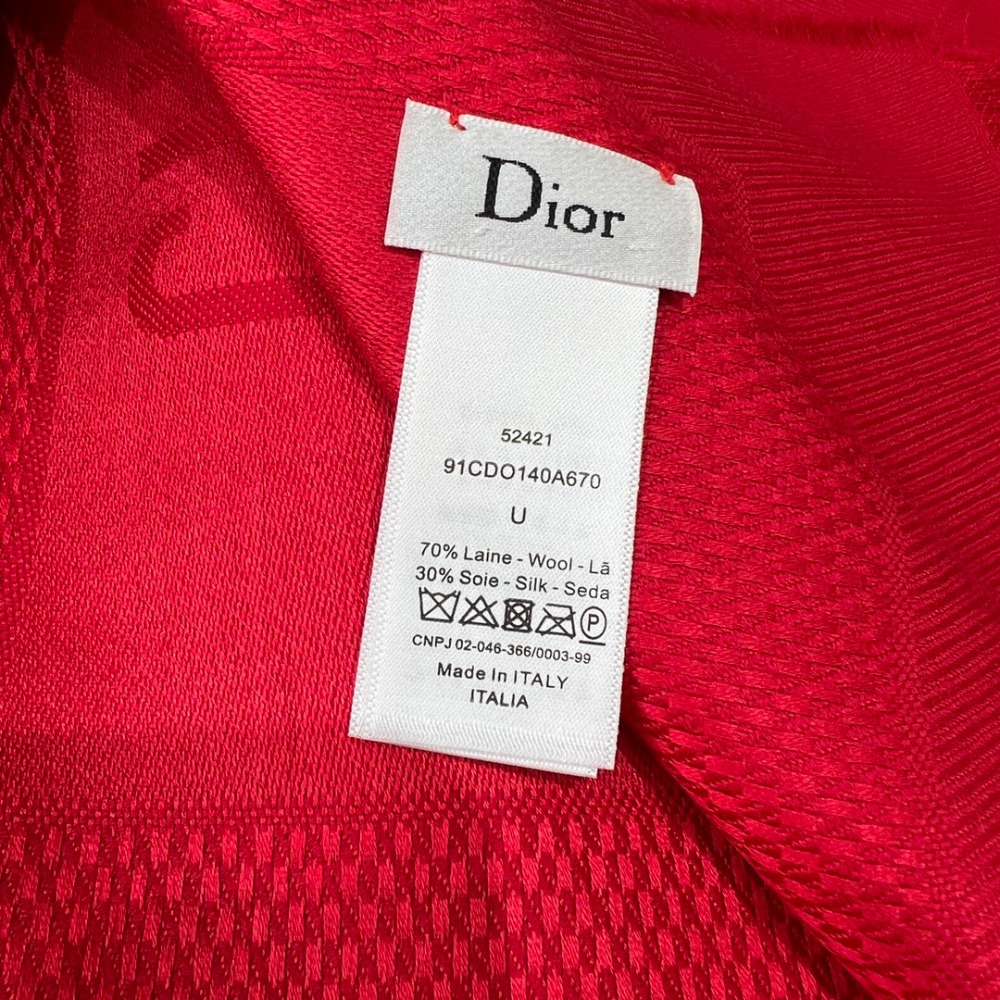 Dior
52421
91CDO140A670
U
70% Laine - Wool - Lã
30% Soie - Silk - Seda
P
CNPJ 02-046-366/0003-99
Made In ITALY
ITALIA